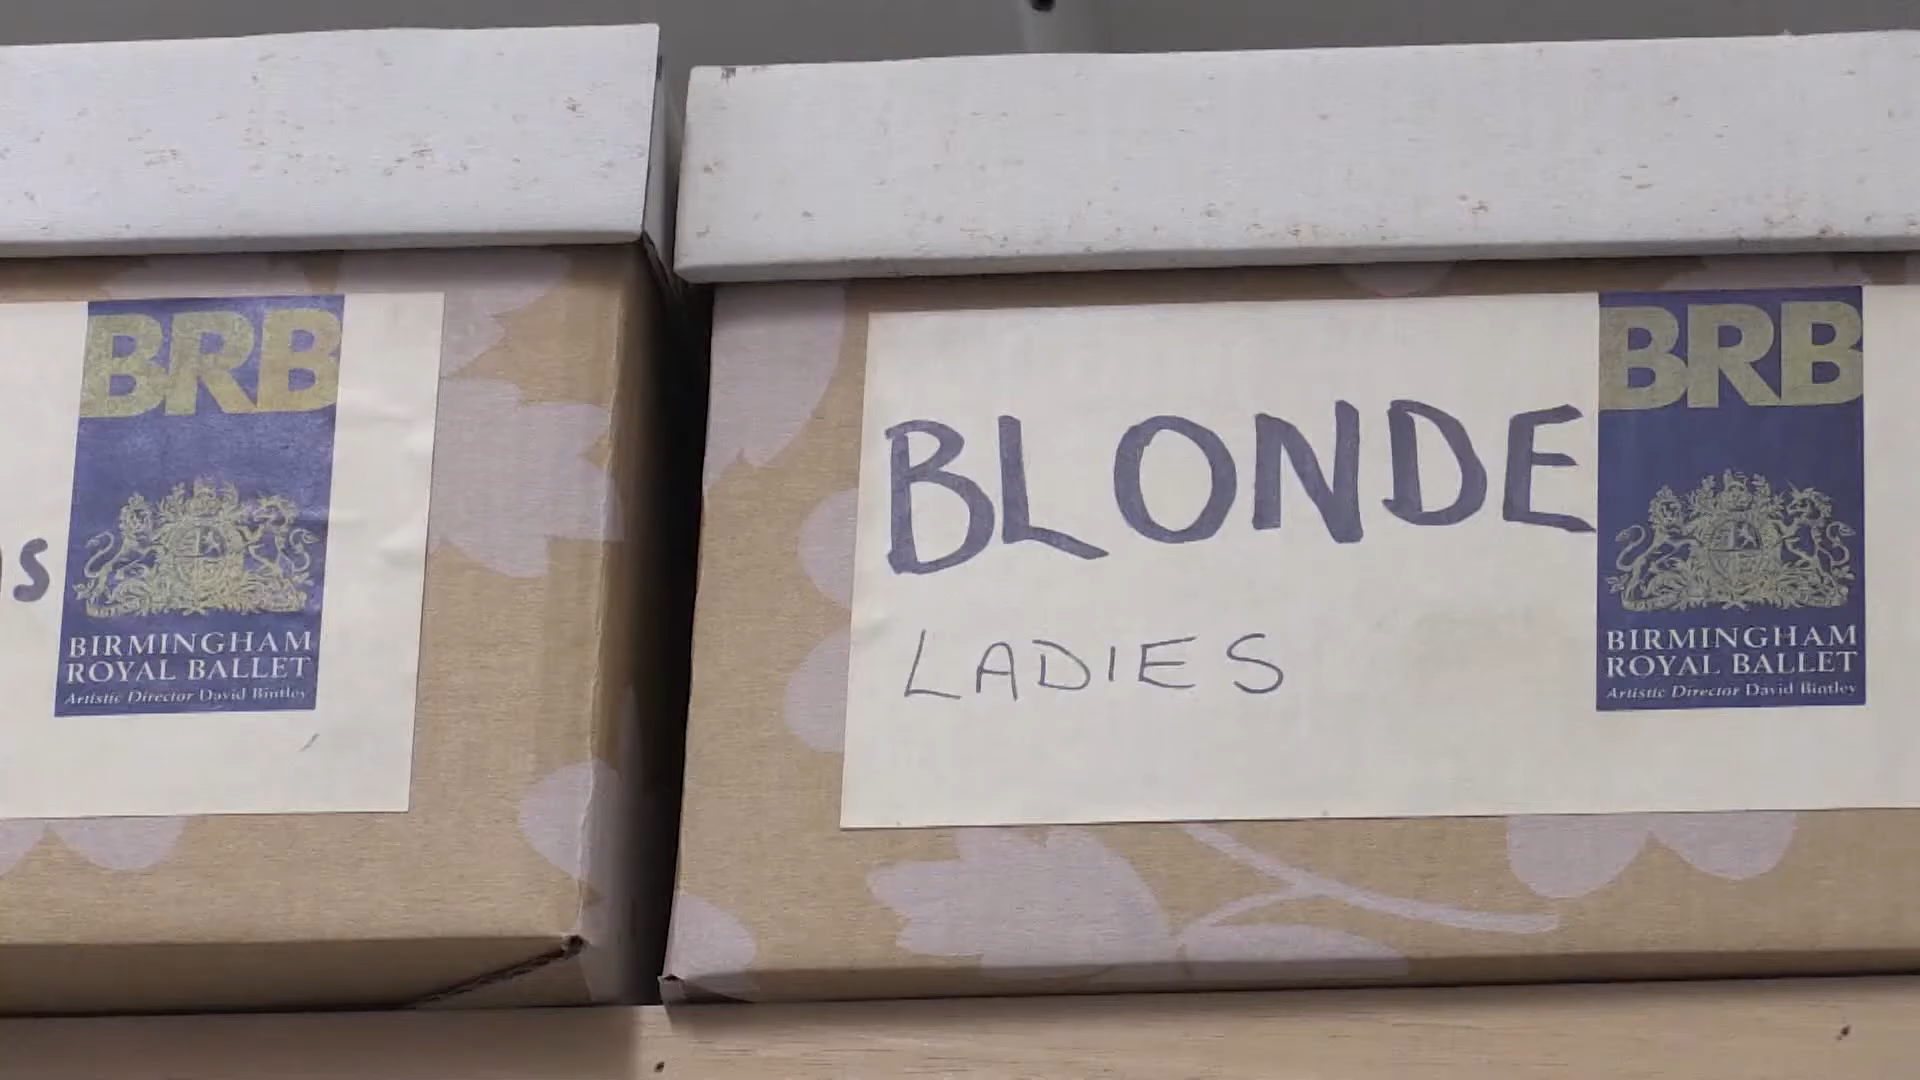 BRB
BIRMINGHAM
ROYAL BALLET
Artistic Director David Bintley
BLONDE
LADIES
BRB
BIRMINGHAM
ROYAL BALLET
Artistic Director David Bintley